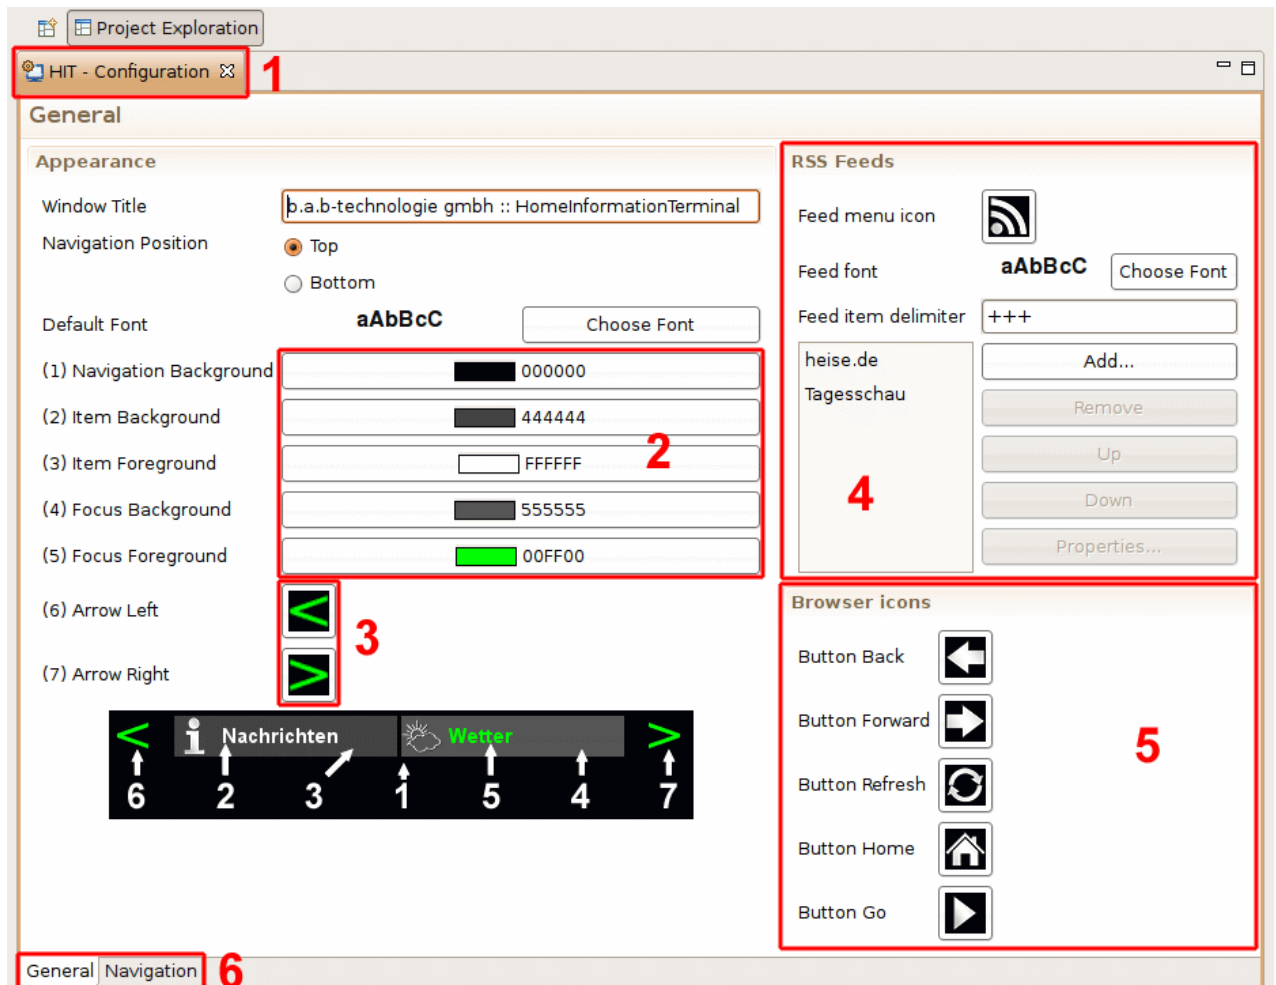 Project Exploration
HIT - Configuration 1
General
Appearance
Window Title b.a.b-technologie gmbh :: HomeInformationTerminal
Navigation Position Top
Bottom
Default Font aAbBcC Choose Font
(1) Navigation Background 000000
(2) Item Background 444444
(3) Item Foreground FFFFFF
2
(4) Focus Background 555555
(5) Focus Foreground 00FF00
(6) Arrow Left <
3
(7) Arrow Right >
< Nachrichten Wetter >
6 2 3 1 5 4 7
RSS Feeds
Feed menu icon
Feed font aAbBcC Choose Font
Feed item delimiter +++
heise.de Add...
Tagesschau Remove
Up
4
Down
Properties...
Browser icons
Button Back
Button Forward
5
Button Refresh
Button Home
Button Go
General Navigation 6